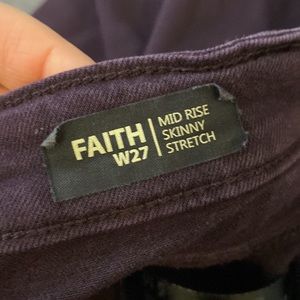 FAITH
W27
MID RISE
SKINNY
STRETCH